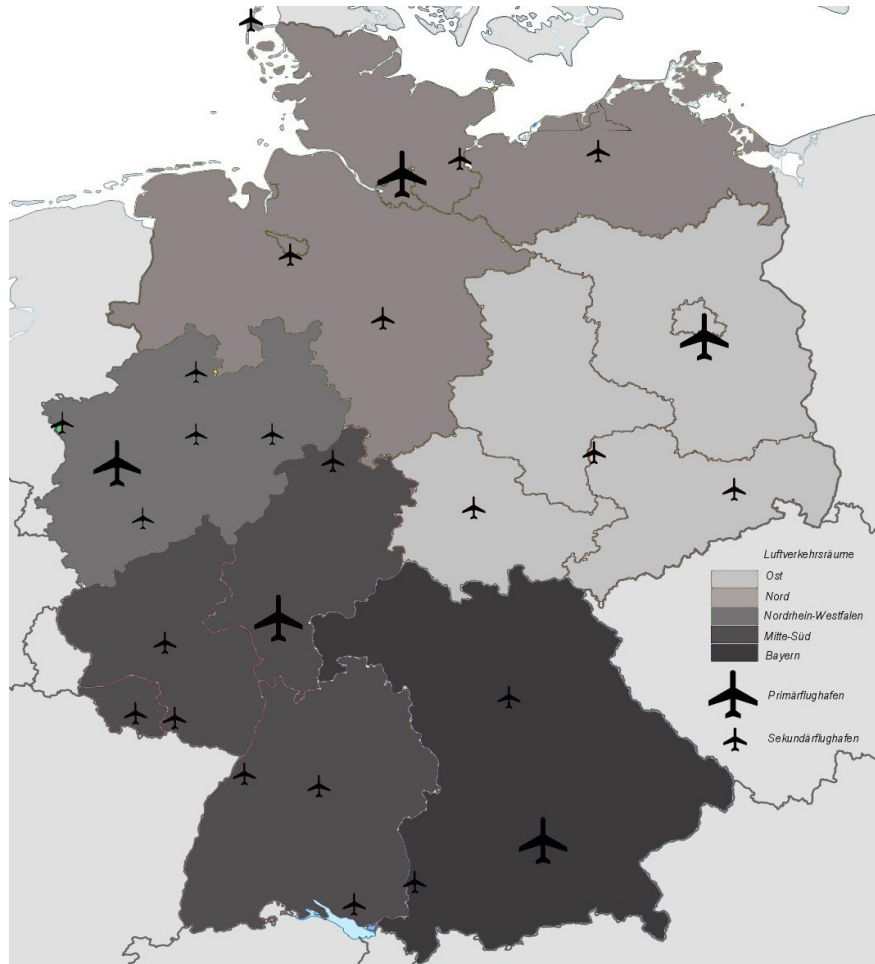 Luftverkehrsräume
Ost
Nord
Nordrhein-Westfalen
Mitte-Süd
Bayern
Primärflughafen
Sekundärflughafen